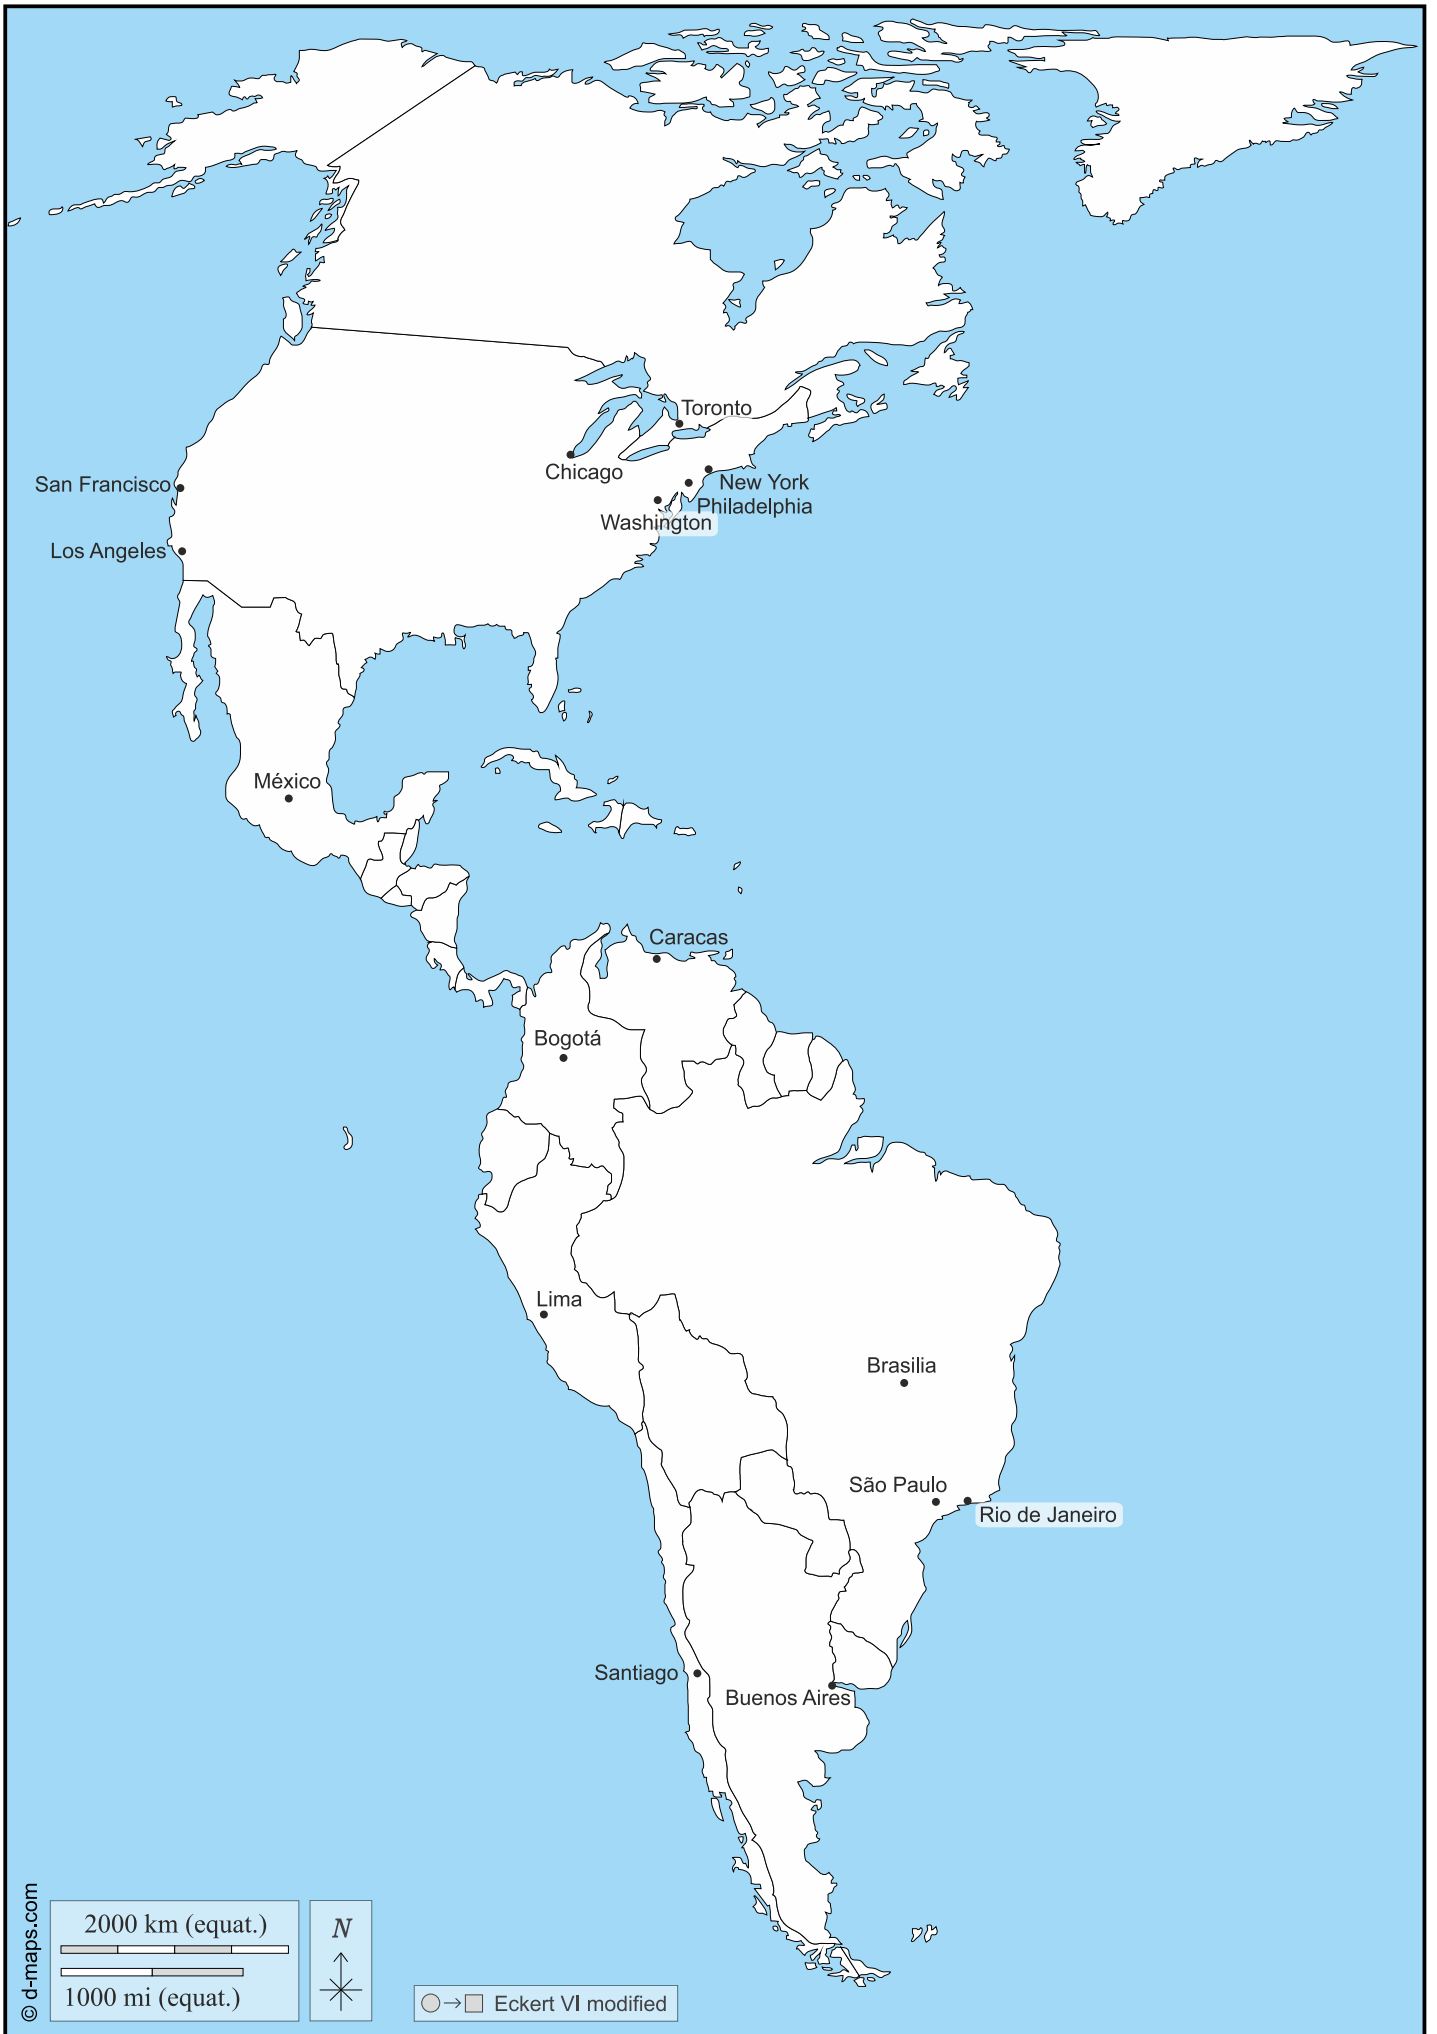 Toronto
Chicago
San Francisco
New York
Philadelphia
Washington
Los Angeles
México
Caracas
Bogotá
Lima
Brasilia
São Paulo
Rio de Janeiro
Santiago
Buenos Aires
© d-maps.com
2000 km (equat.)
1000 mi (equat.)
N
Eckert VI modified